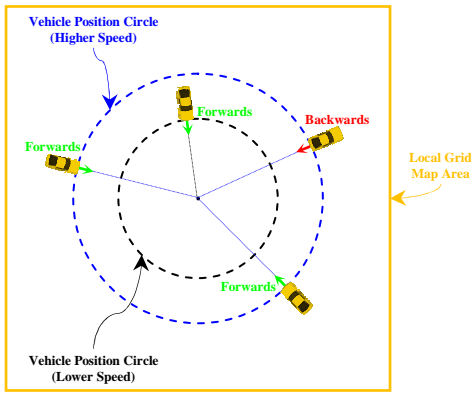 Vehicle Position Circle
(Higher Speed)
Forwards
Backwards
Forwards
Local Grid
Map Area
Forwards
Vehicle Position Circle
(Lower Speed)